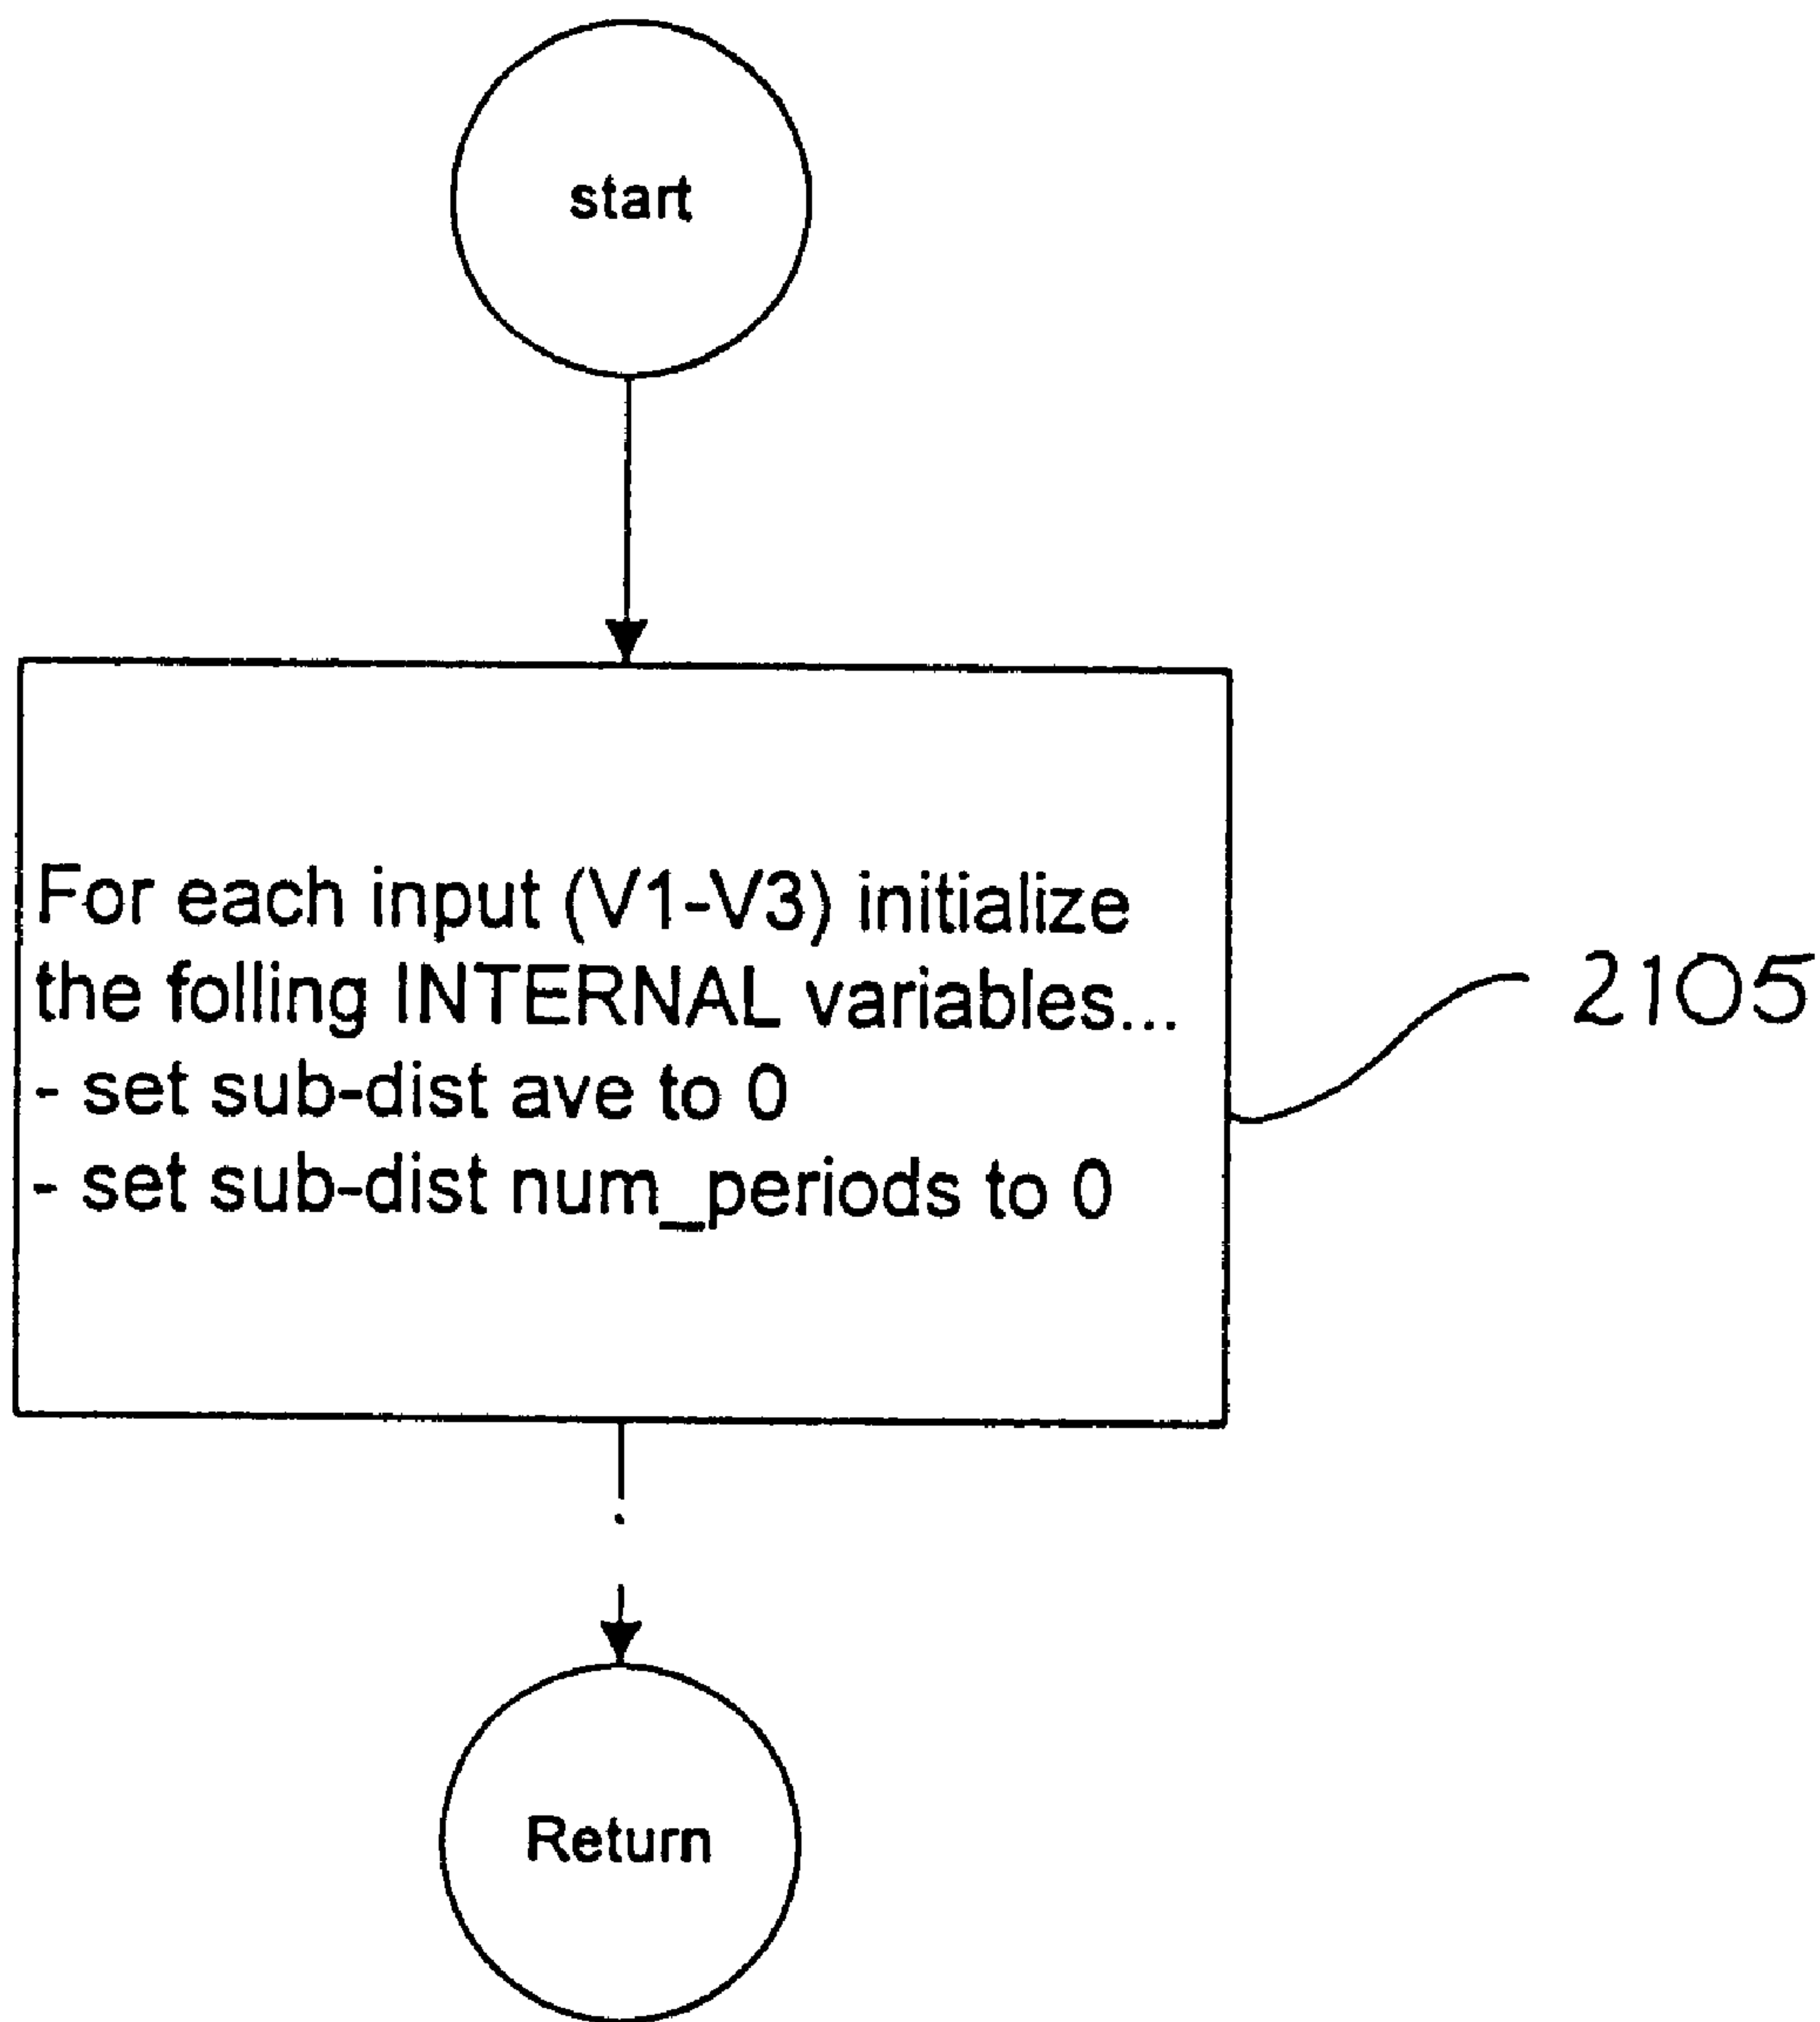 start
For each input (V1-V3) initialize
the folling INTERNAL variables...
- set sub-dist ave to 0
- set sub-dist num_periods to 0
2105
Return